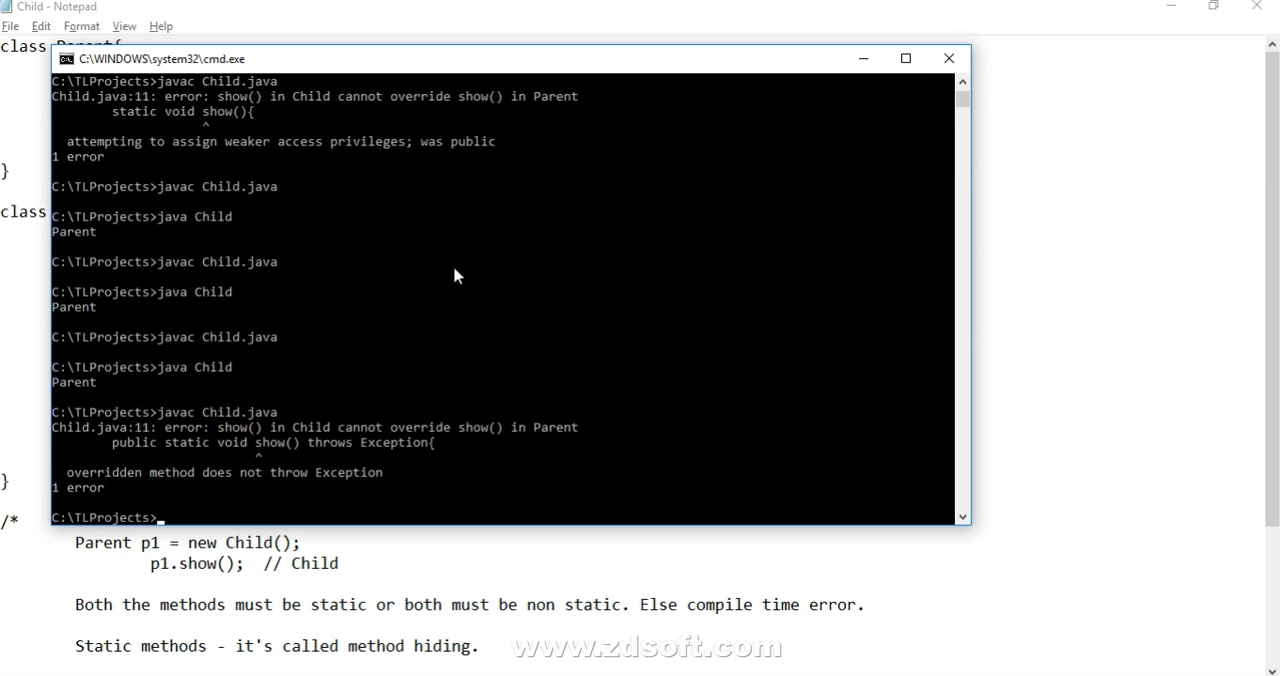 Child - Notepad
File Edit Format View Help
class Parent{
C:\WINDOWS\system32\cmd.exe
C:\TLProjects>javac Child.java
Child.java:11: error: show() in Child cannot override show() in Parent
static void show(){
^
attempting to assign weaker access privileges; was public
1 error
}
C:\TLProjects>javac Child.java
class
C:\TLProjects>java Child
Parent
C:\TLProjects>javac Child.java
C:\TLProjects>java Child
Parent
C:\TLProjects>javac Child.java
C:\TLProjects>java Child
Parent
C:\TLProjects>javac Child.java
Child.java:11: error: show() in Child cannot override show() in Parent
public static void show() throws Exception{
^
overridden method does not throw Exception
}
1 error
C:\TLProjects>
/*
Parent p1 = new Child();
p1.show();  // Child
Both the methods must be static or both must be non static. Else compile time error.
Static methods - it's called method hiding.
www.zdsoft.com